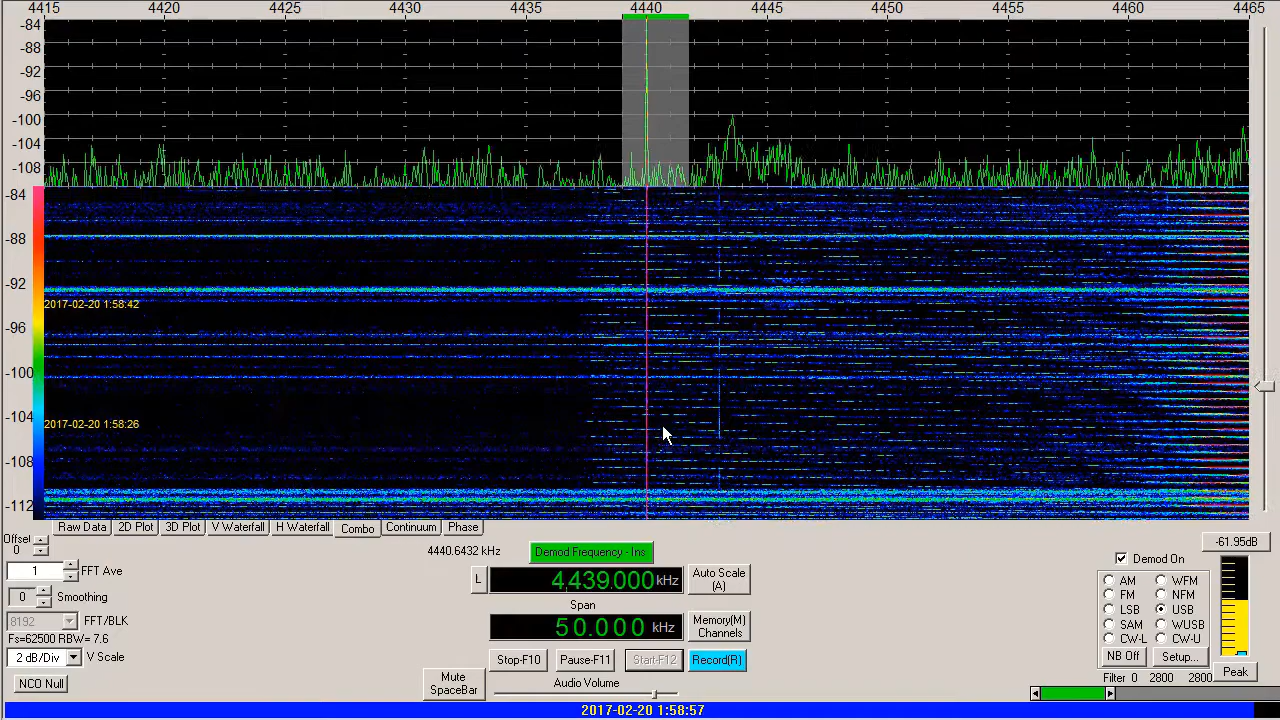 4415 4420 4425 4430 4435 4440 4445 4450 4455 4460 4465
-84
-88
-92
-96
-100
-104
-108
-84
-88
-92
2017-02-20 1:58:42
-96
-100
-104
2017-02-20 1:58:26
-108
-112
Raw Data 2D Plot 3D Plot V Waterfall H Waterfall Combo Continuum Phase
Offset
1 FFT Ave
0 Smoothing
8192 FFT/BLK
Fs=62500 RBW= 7.6
2 dB/Div V Scale
NCO Null
4440.6432 kHz Demod Frequency - Ins
L 4,439.000 kHz Auto Scale (A)
Span
50.000 kHz Memory(M) Channels
Stop-F10 Pause-F11 Start-F12 Record(R)
Mute SpaceBar Audio Volume
-61.95dB
Demod On
AM WFM
FM NFM
LSB USB
SAM WUSB
CW-L CW-U
NB Off Setup...
Filter 0 2800 2800 Peak
2017-02-20 1:58:57